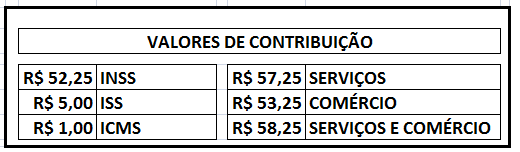 VALORES DE CONTRIBUIÇÃO
R$ 52,25 INSS R$ 57,25 SERVIÇOS
R$ 5,00 ISS R$ 53,25 COMÉRCIO
R$ 1,00 ICMS R$ 58,25 SERVIÇOS E COMÉRCIO